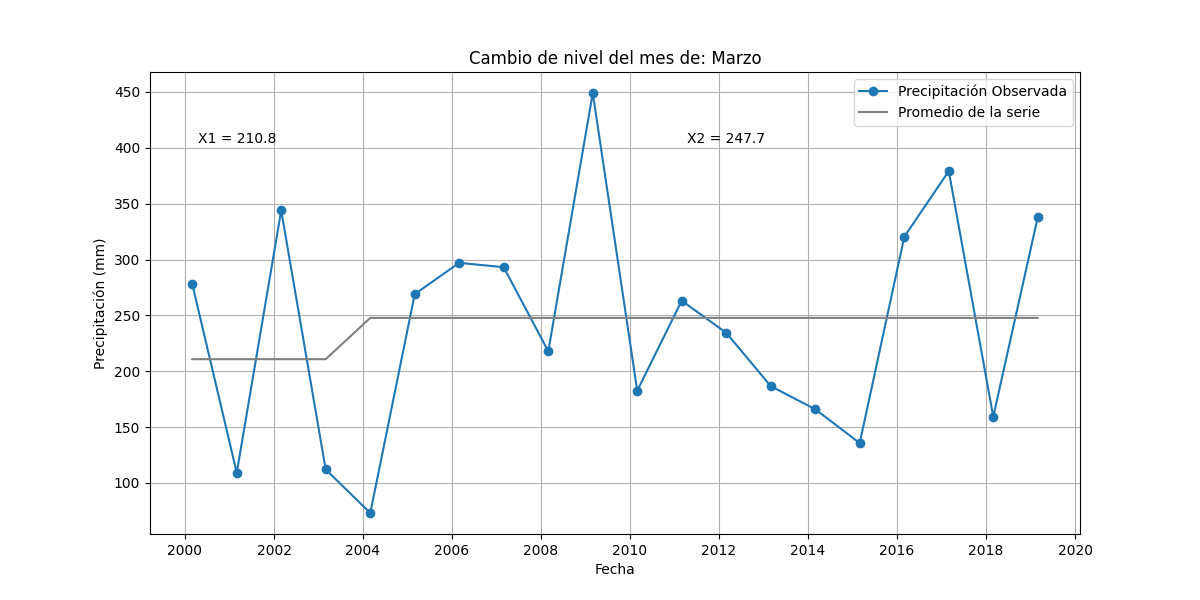 Cambio de nivel del mes de: Marzo
Precipitación Observada
Promedio de la serie
X1 = 210.8
X2 = 247.7
Precipitación (mm)
450
400
350
300
250
200
150
100
2000 2002 2004 2006 2008 2010 2012 2014 2016 2018 2020
Fecha